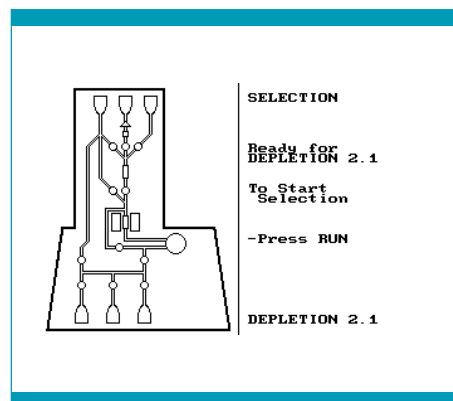 SELECTION
Ready for
DEPLETION 2.1
To Start
Selection
-Press RUN
DEPLETION 2.1